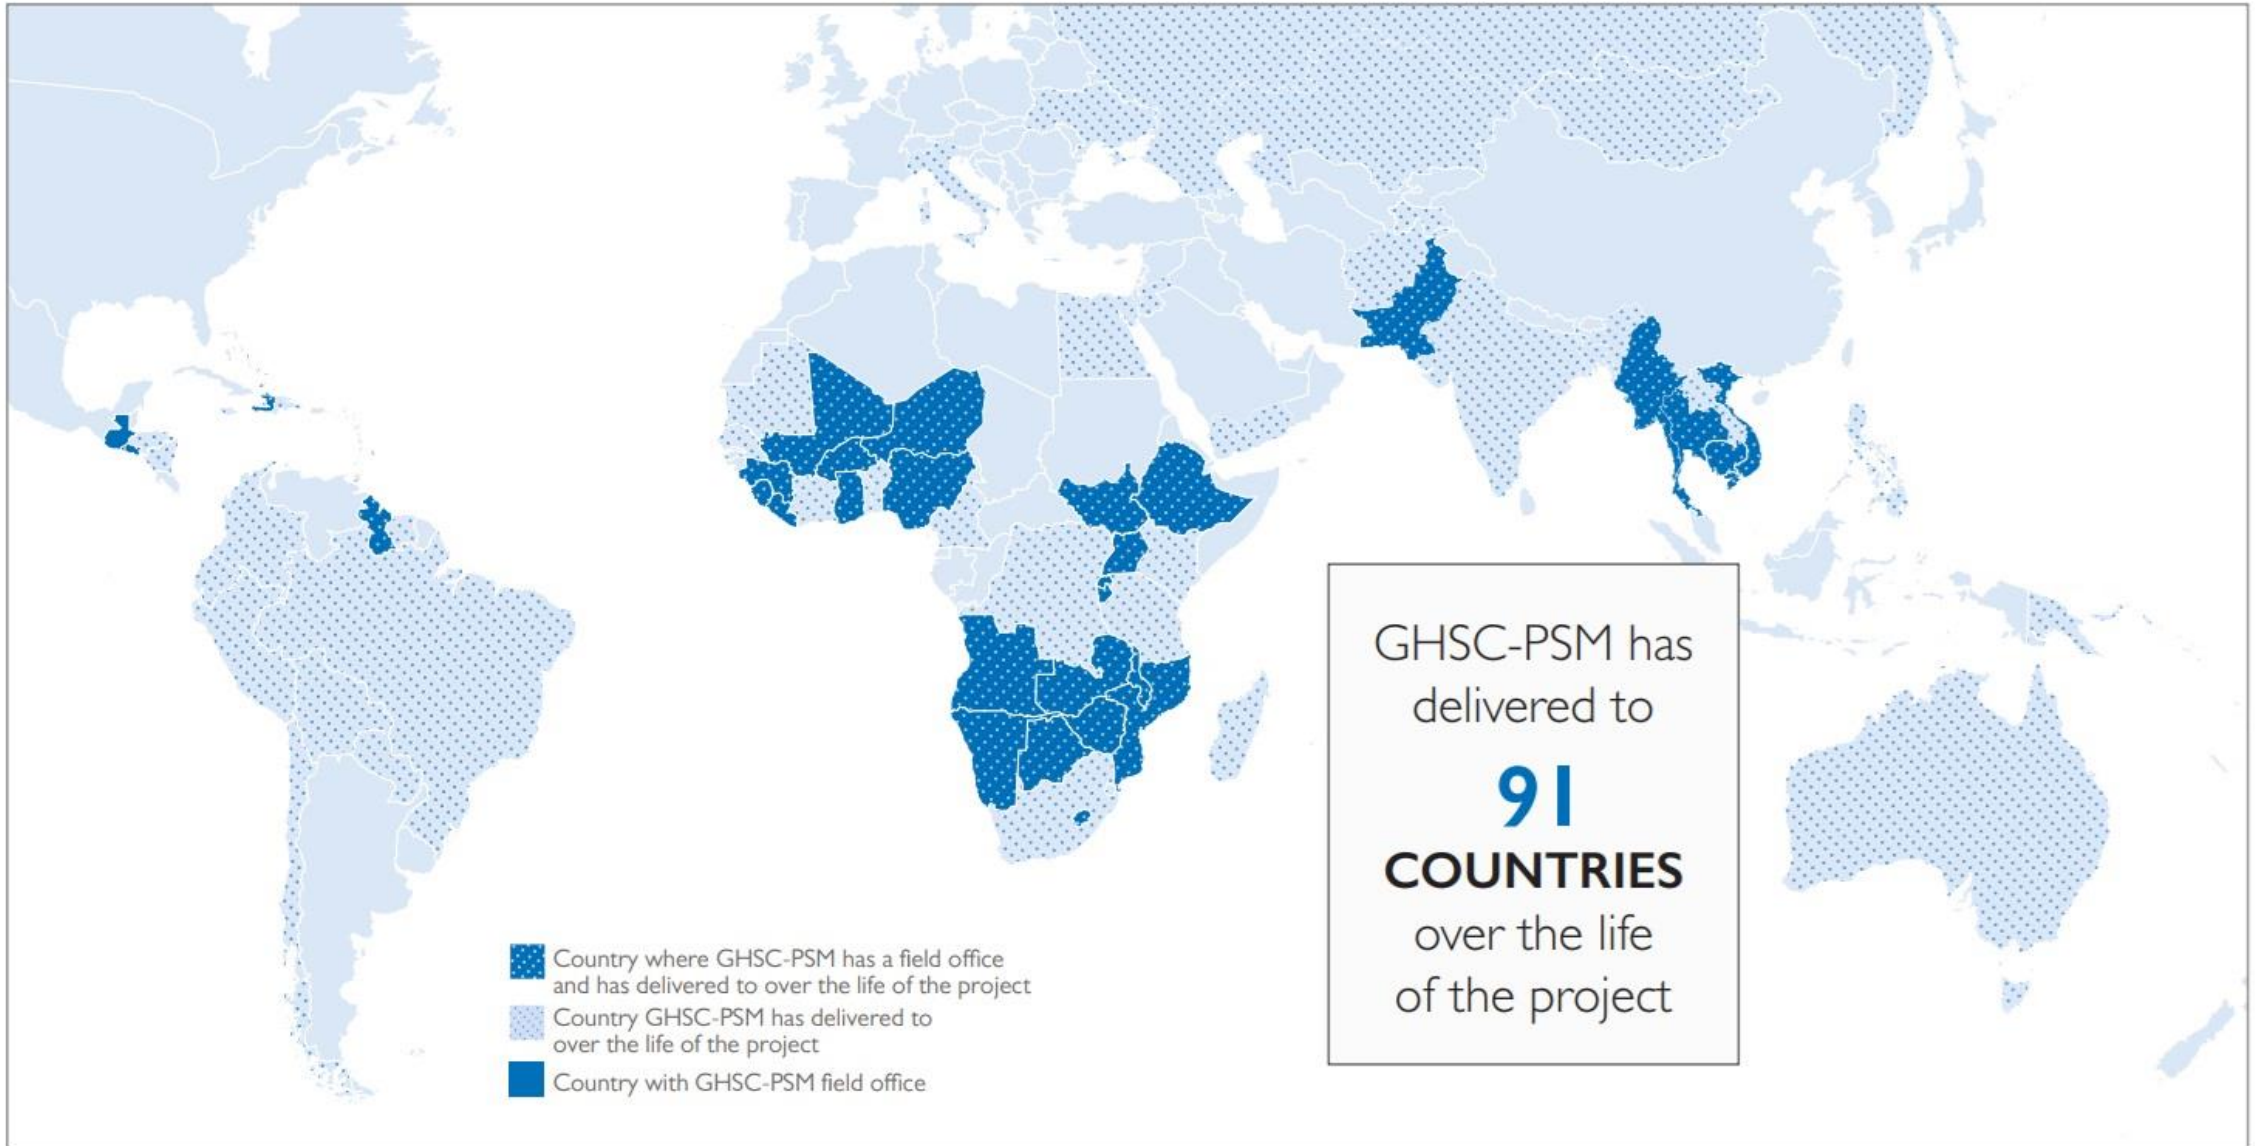 GHSC-PSM has
delivered to
91
COUNTRIES
over the life
of the project
Country where GHSC-PSM has a field office
and has delivered to over the life of the project
Country GHSC-PSM has delivered to
over the life of the project
Country with GHSC-PSM field office